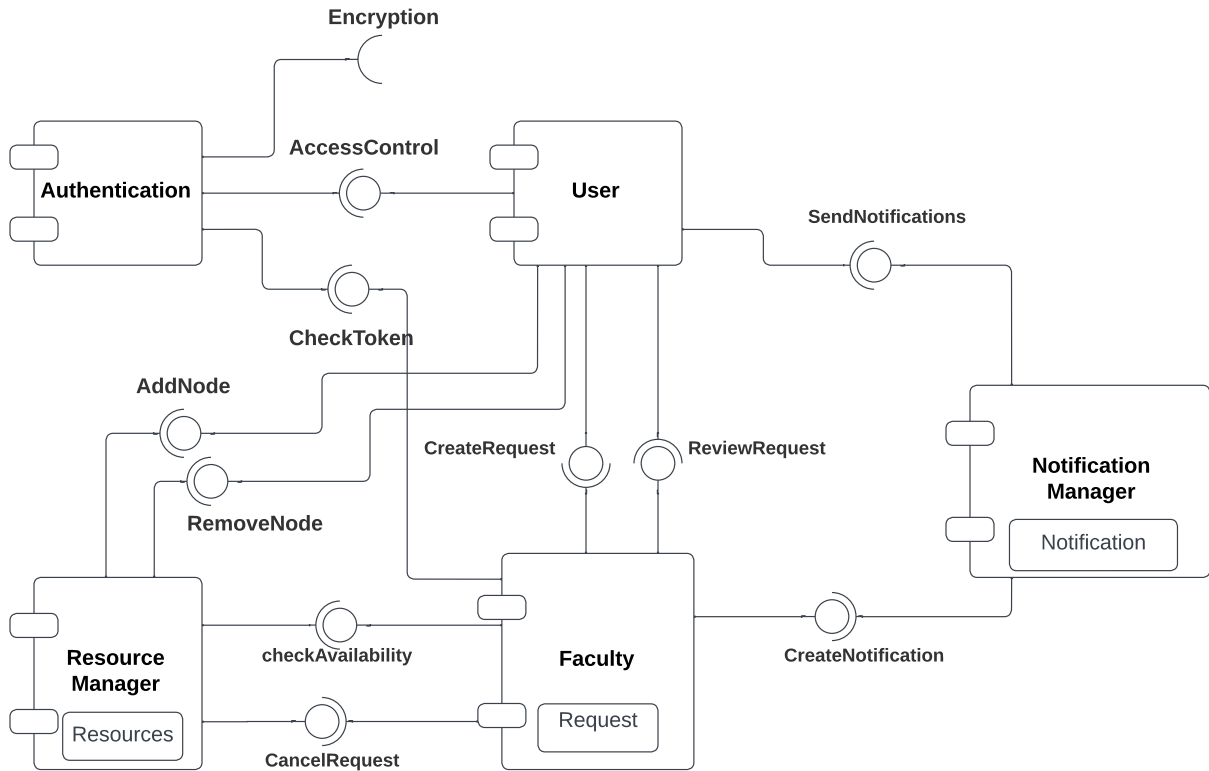 Encryption
AccessControl
Authentication
User
SendNotifications
CheckToken
AddNode
CreateRequest
ReviewRequest
Notification
Manager
RemoveNode
Notification
checkAvailability
CreateNotification
Resource
Manager
Faculty
Request
Resources
CancelRequest